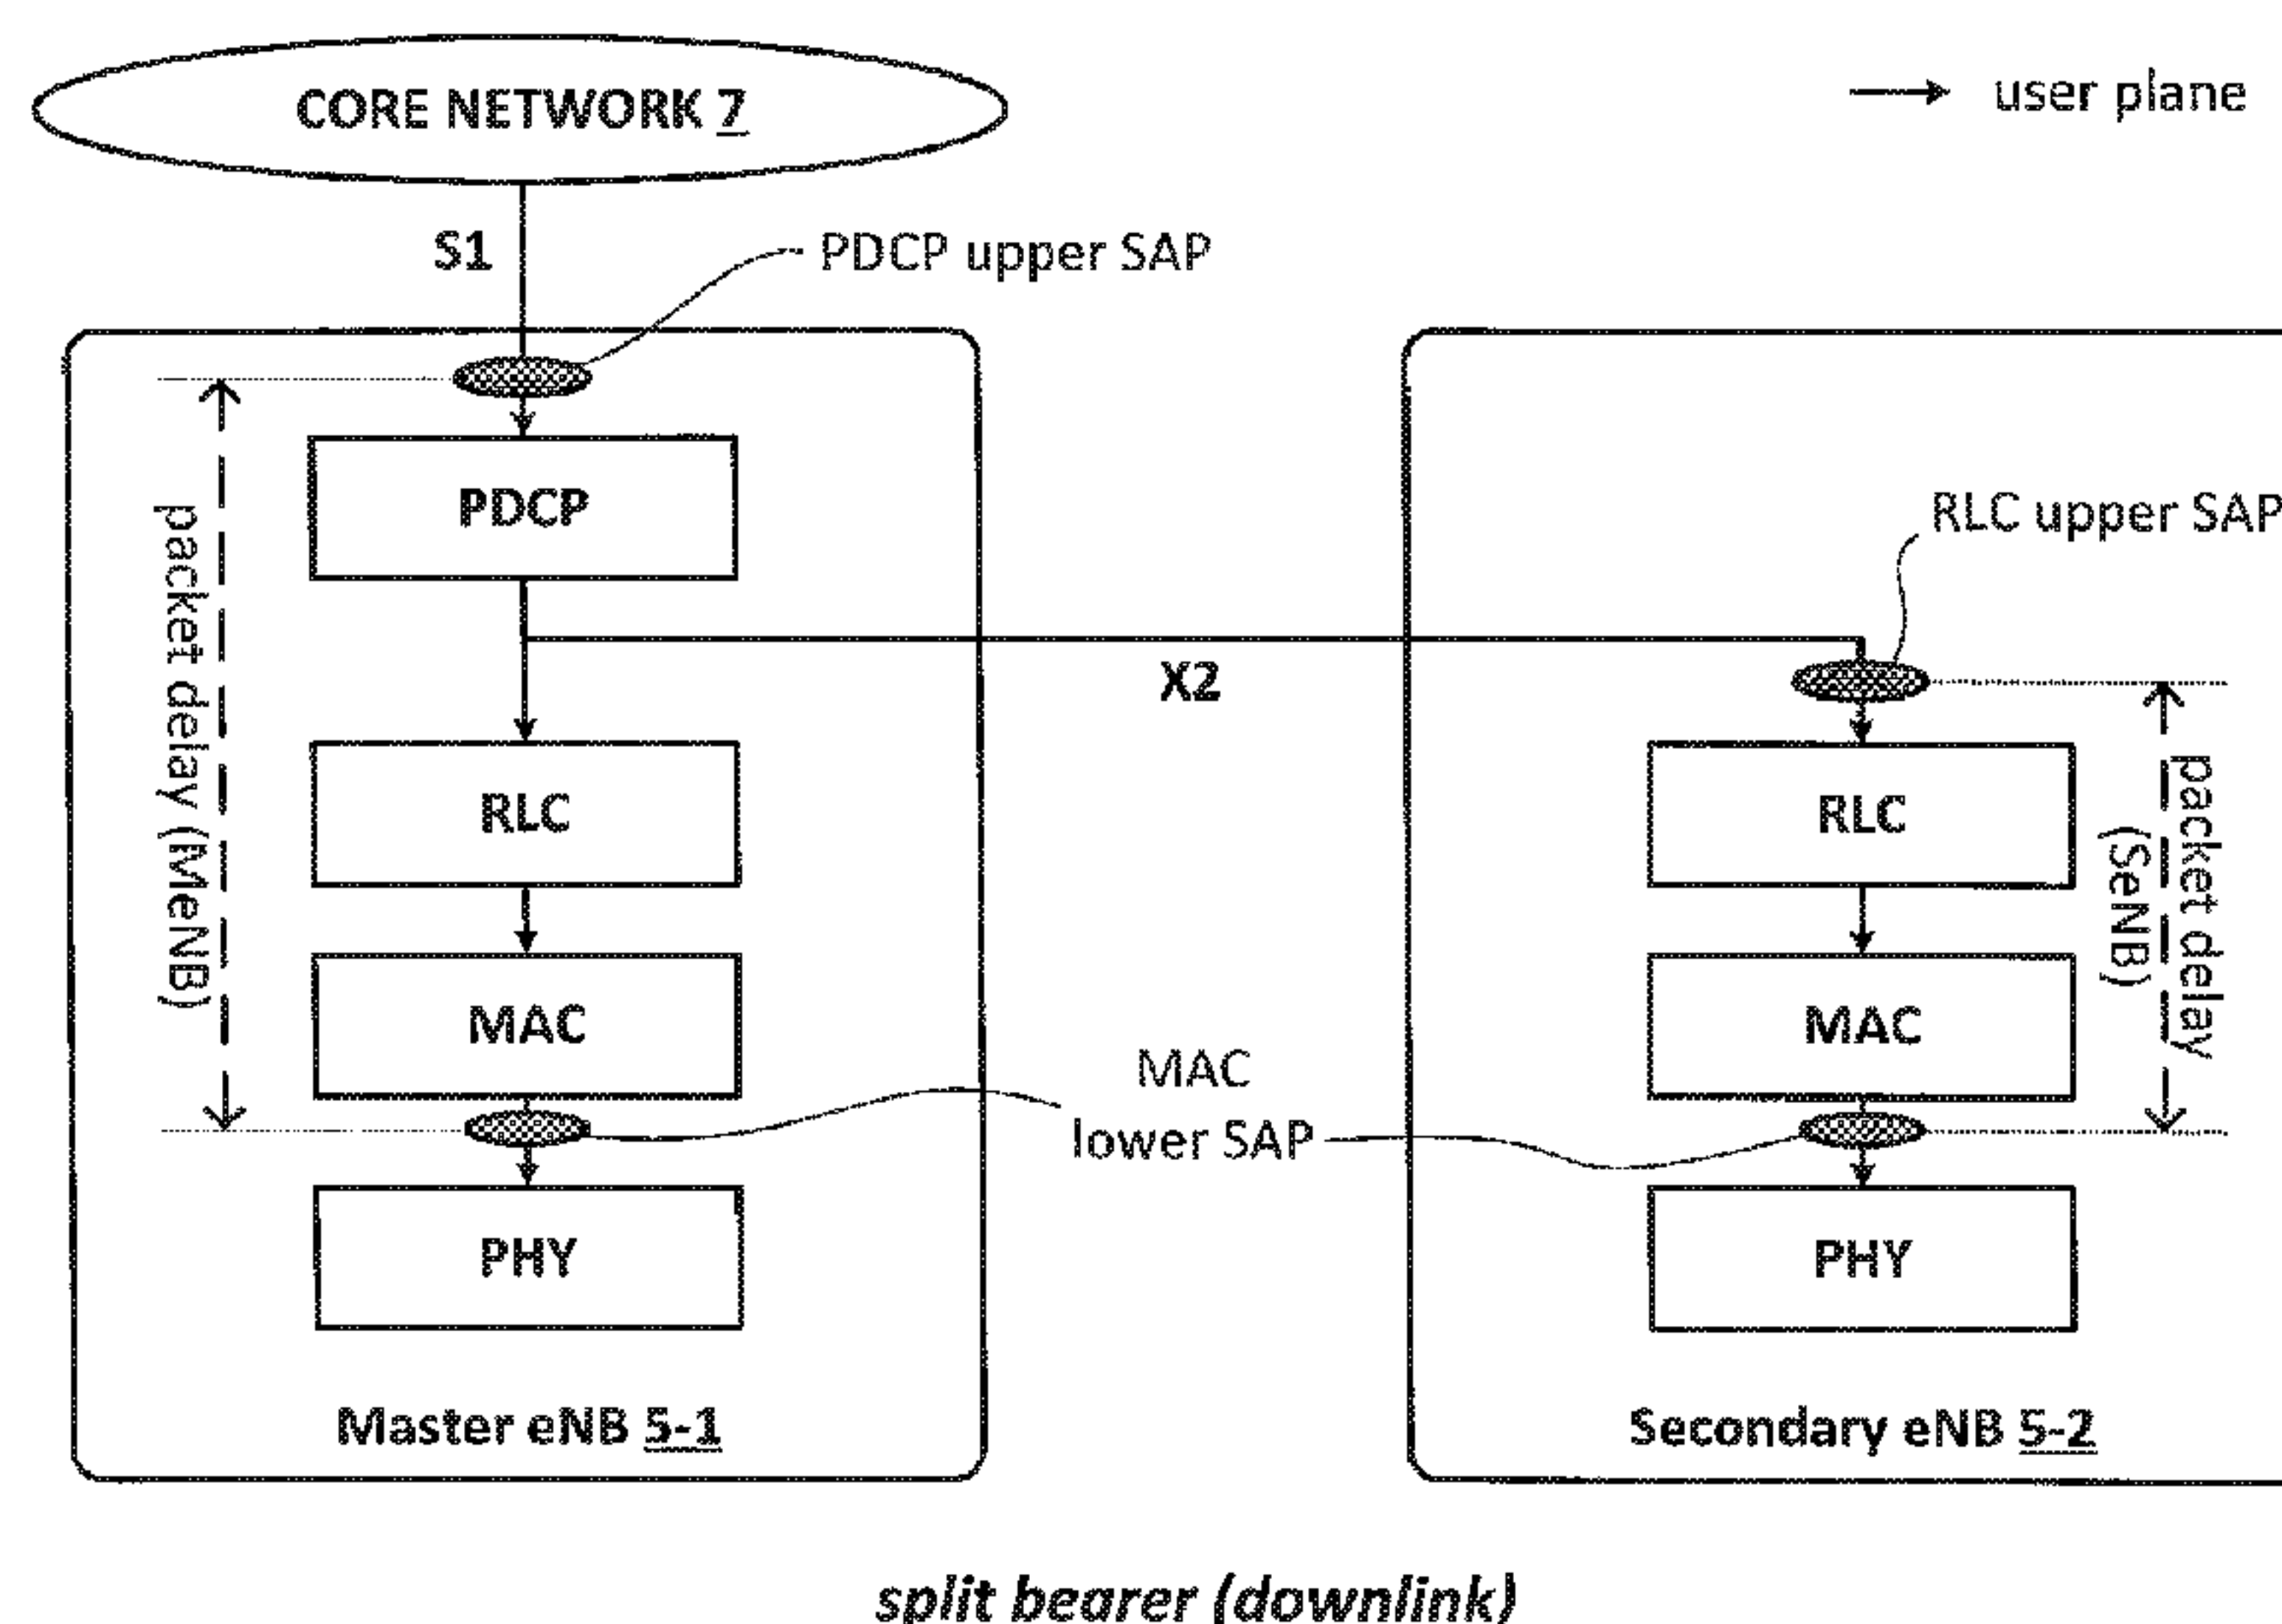 CORE NETWORK 7
user plane
S1
PDCP upper SAP
PDCP
RLC upper SAP
packet delay (MeNB)
X2
RLC
RLC
packet delay
(SeNB)
MAC
MAC
MAC
lower SAP
PHY
PHY
Master eNB 5-1
Secondary eNB 5-2
split bearer (downlink)